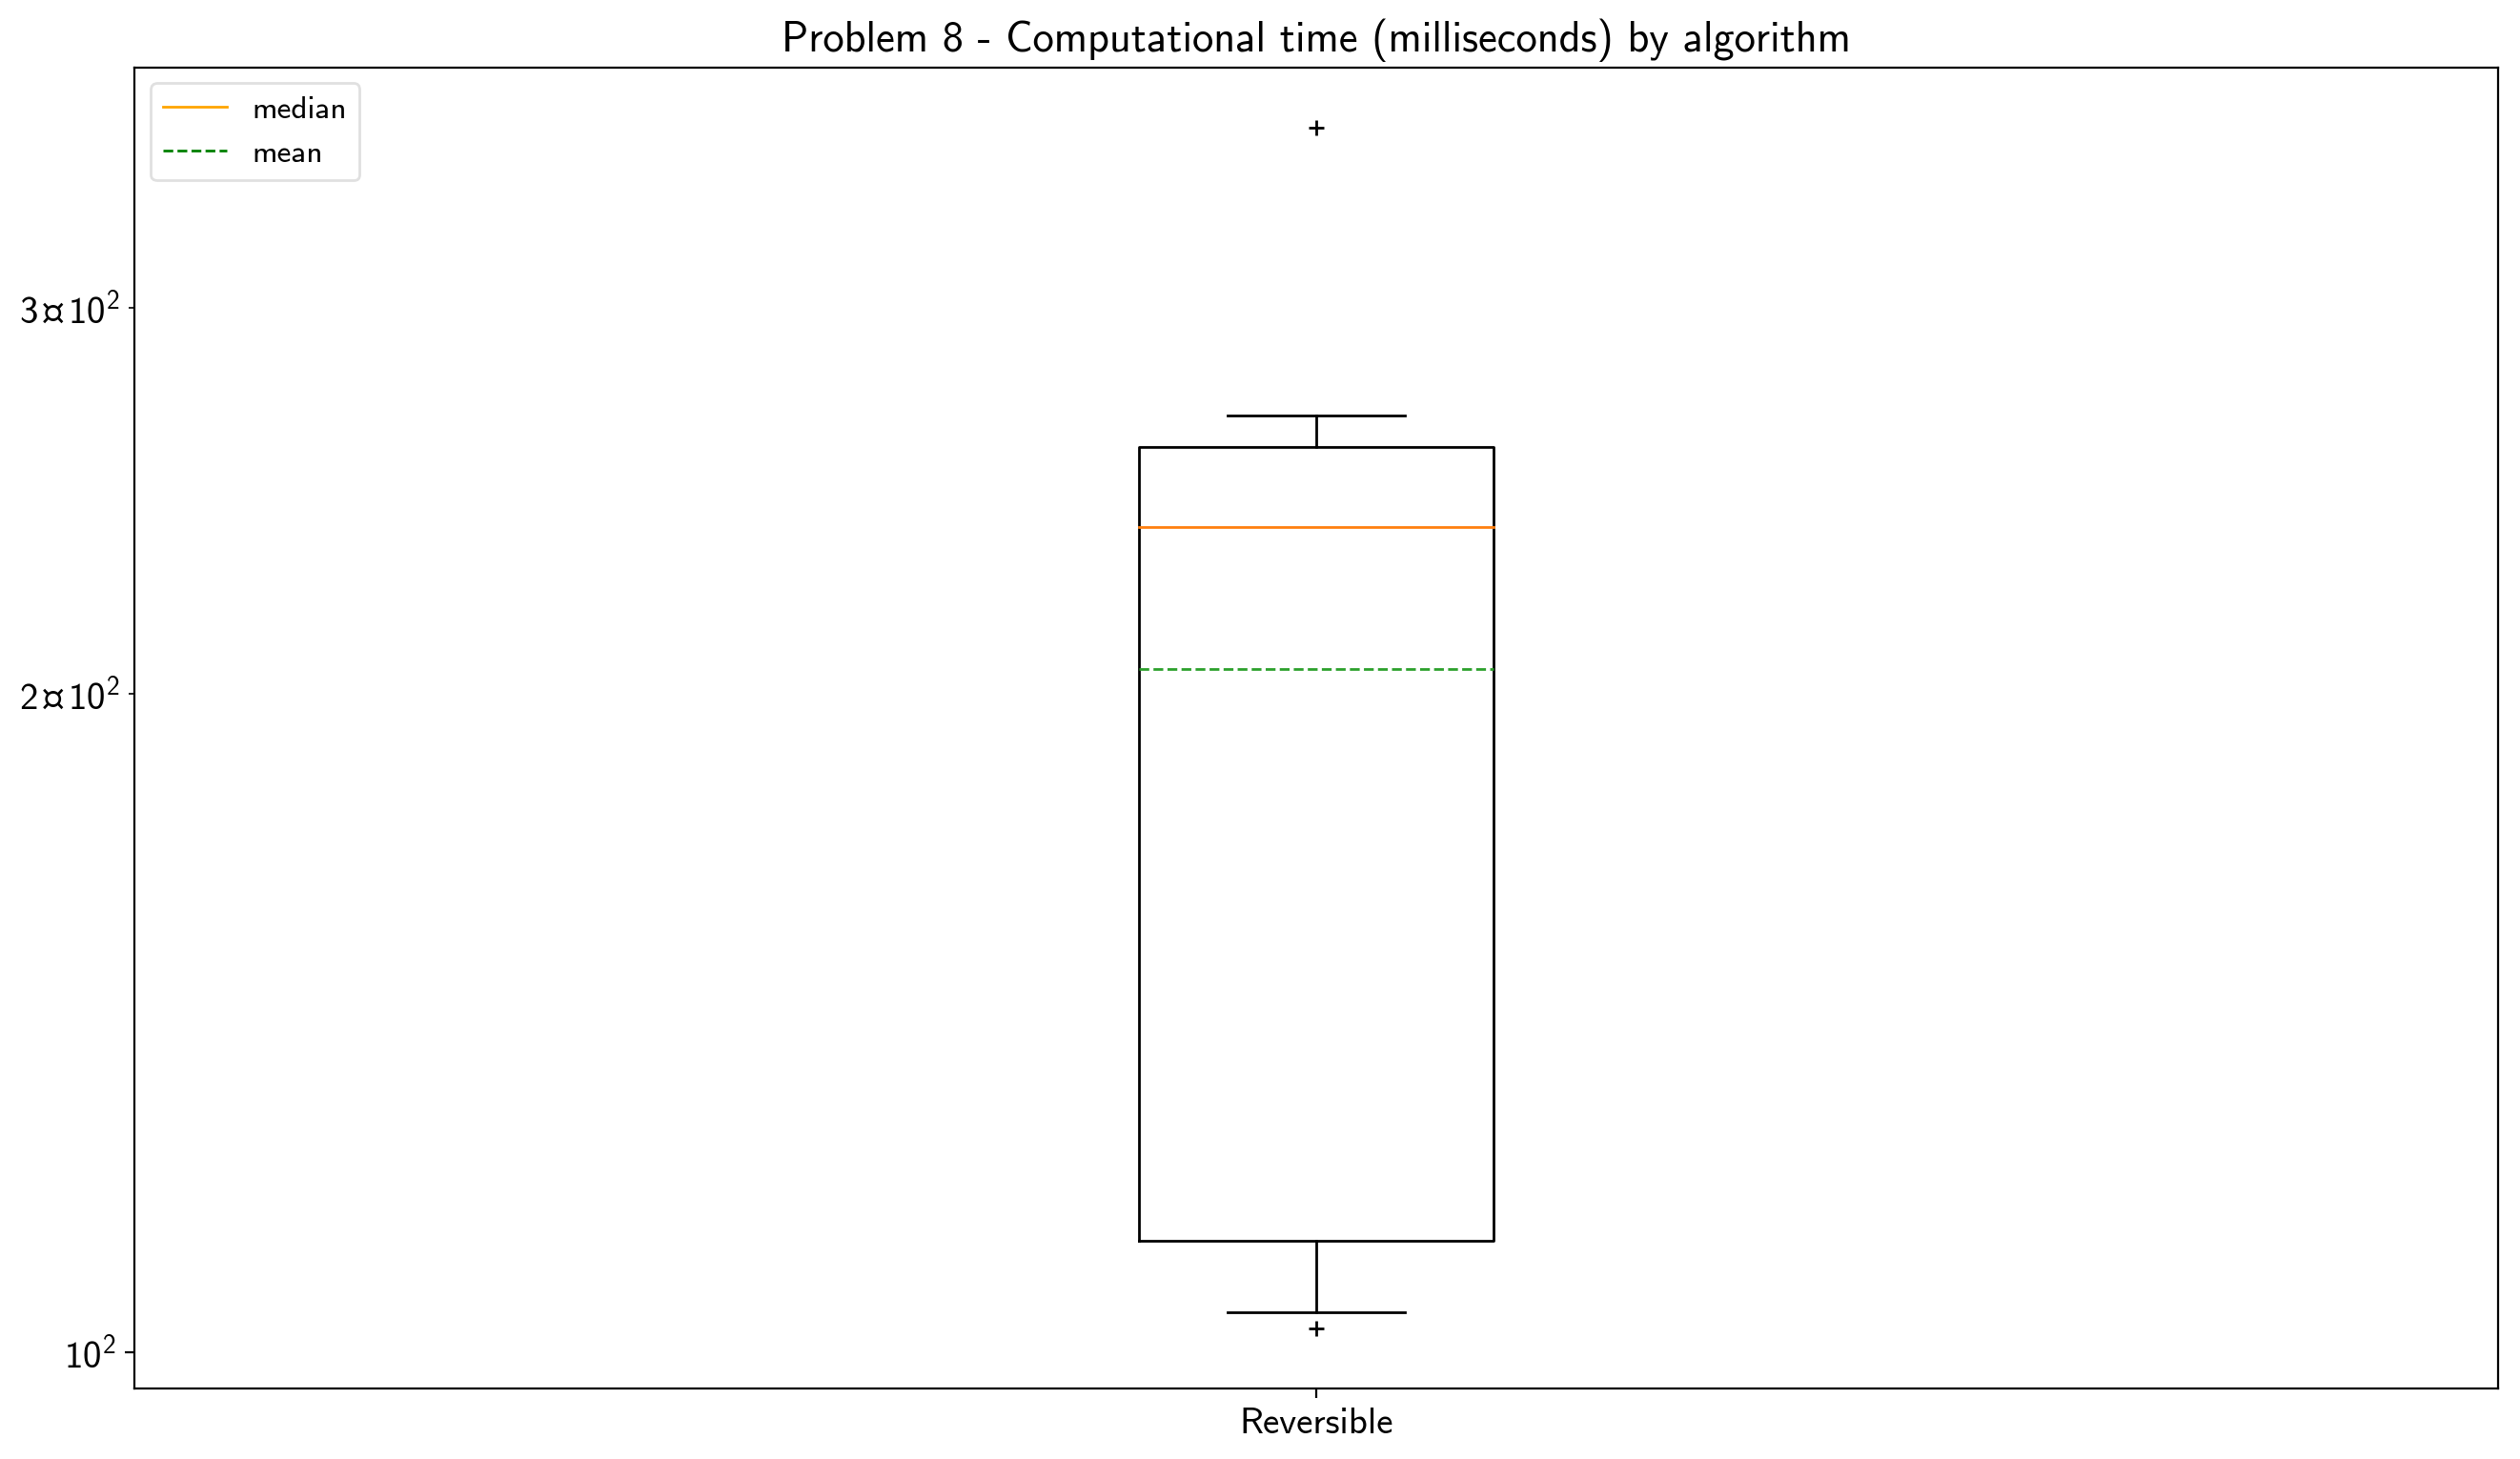 Problem 8 - Computational time (milliseconds) by algorithm
median
mean
3¤10²
2¤10²
10²
Reversible